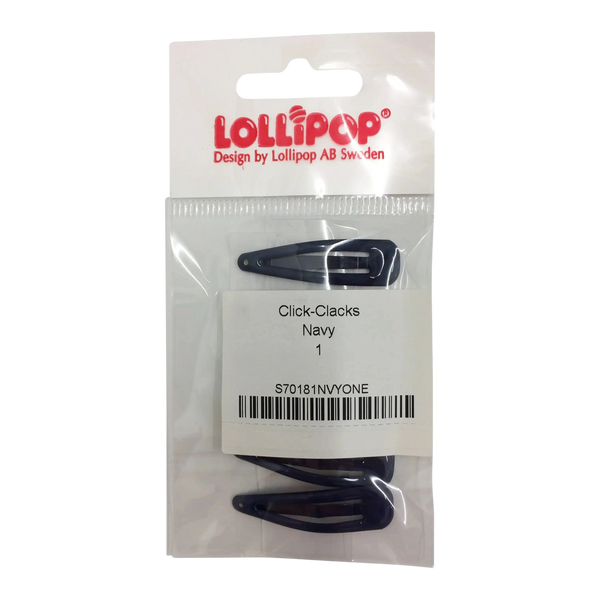 LOLLIPOP®
Design by Lollipop AB Sweden
Click-Clacks
Navy
1
S70181NVYONE